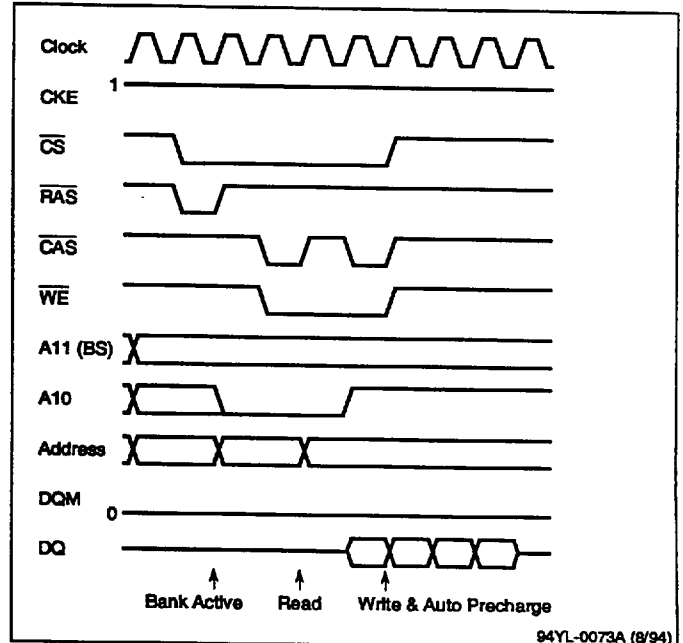 Clock
1
CKE
CS
RAS
CAS
WE
A11 (BS)
A10
Address
DQM
0
DQ
Bank Active Read Write & Auto Precharge
94YL-0073A (8/94)